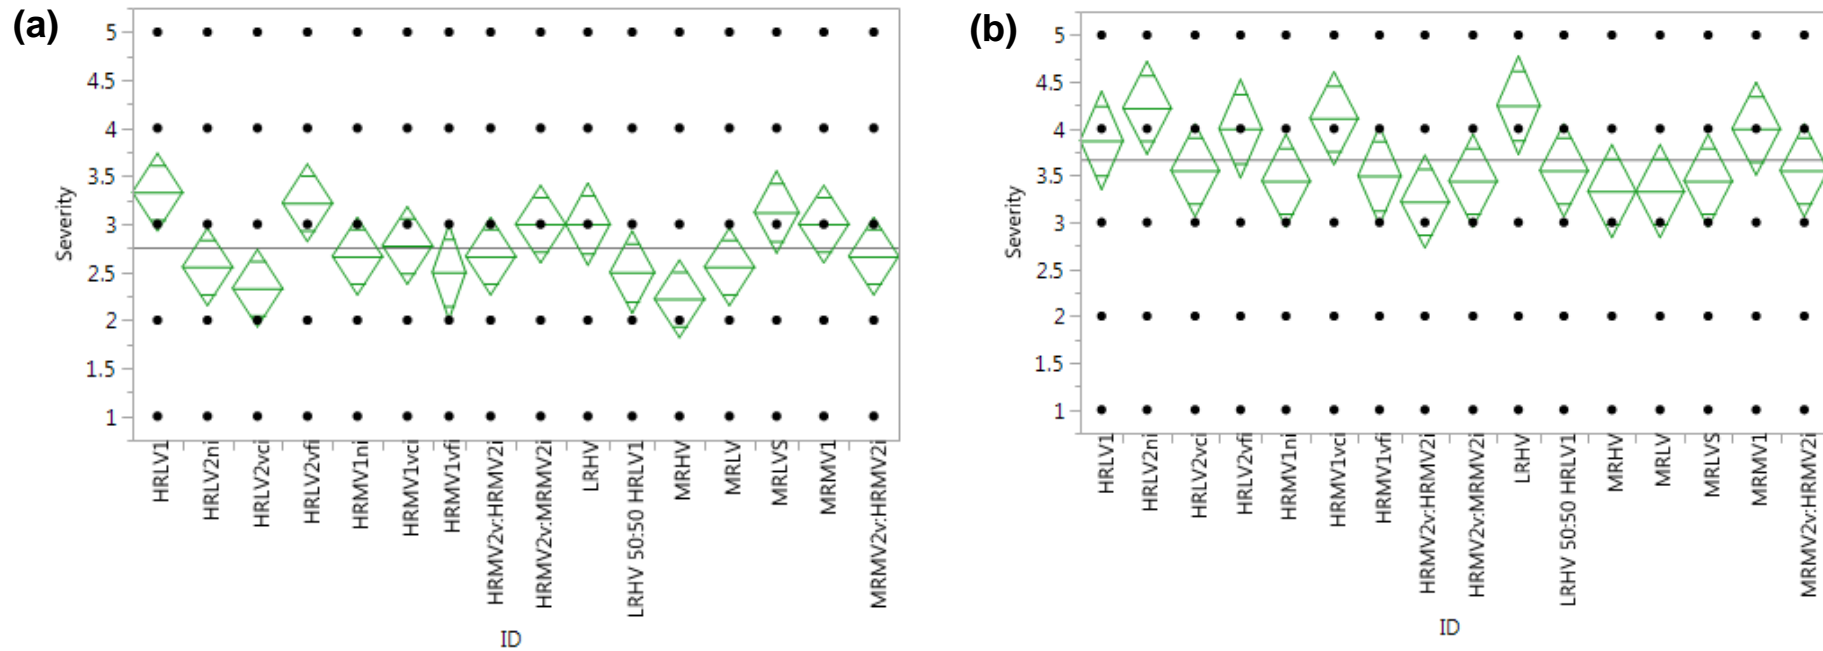 (a)
5
4.5
4
3.5
3
2.5
2
1.5
1
Severity
HRLV1
HRLV2ni
HRLV2vci
HRLV2vfi
HRMV1ni
HRMV1vci
HRMV1vfi
HRMV2v:HRMV2i
HRMV2v:MRMV2i
LRHV
LRHV 50:50 HRLV1
MRHV
MRLV
MRLVS
MRMV1
MRMV2v:HRMV2i
ID
(b)
5
4.5
4
3.5
3
2.5
2
1.5
1
Severity
HRLV1
HRLV2ni
HRLV2vci
HRLV2vfi
HRMV1ni
HRMV1vci
HRMV1vfi
HRMV2v:HRMV2i
HRMV2v:MRMV2i
LRHV
LRHV 50:50 HRLV1
MRHV
MRLV
MRLVS
MRMV1
MRMV2v:HRMV2i
ID